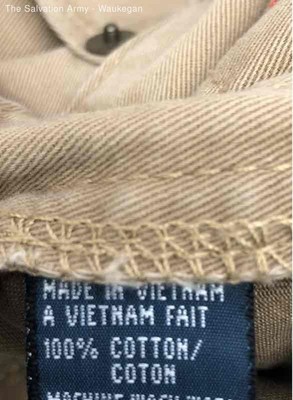 The Salvation Army - Waukegan
MADE IN VIETNAM
A VIETNAM FAIT
100% COTTON/
COTON